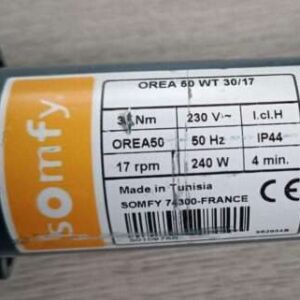 somfy
OREA 50 WT 30/17
30 Nm 230 V~ I.cl.H
OREA50 50 Hz IP44
17 rpm 240 W 4 min.
Made in Tunisia
SOMFY 74300-FRANCE
CE